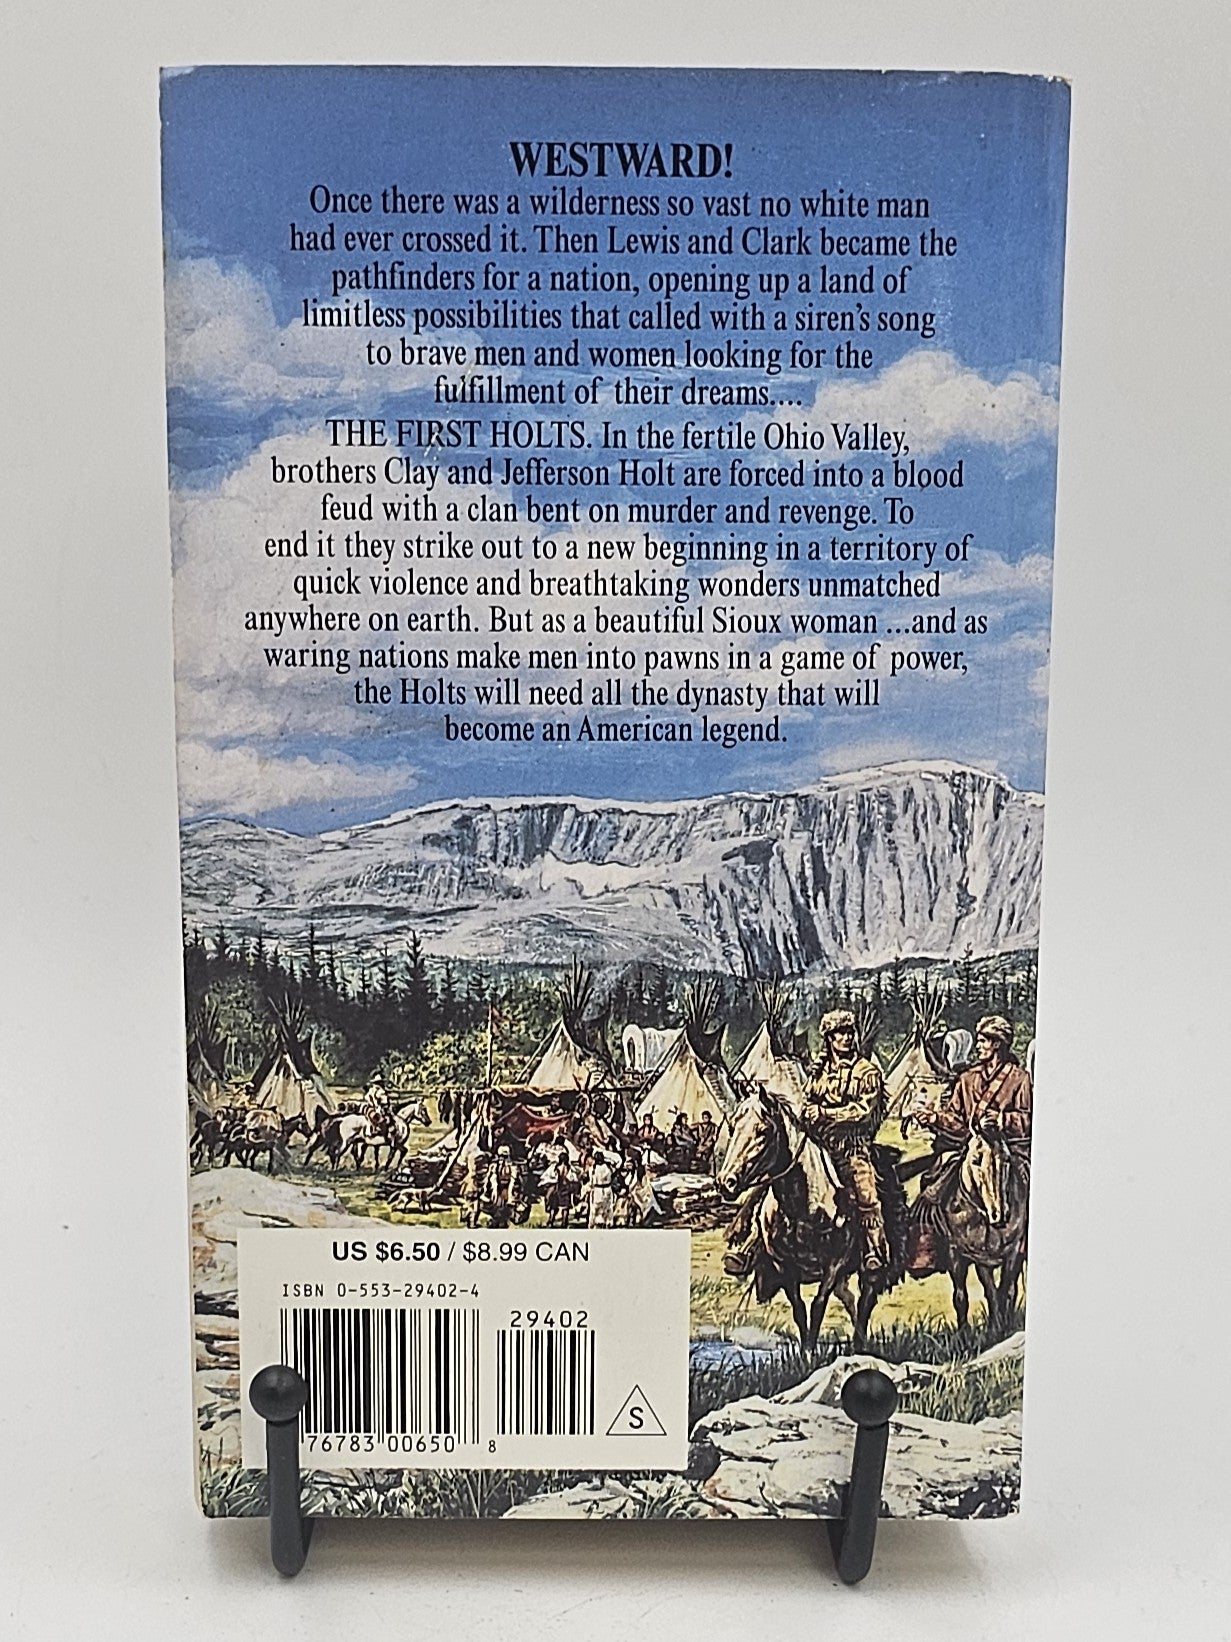 WESTWARD!
Once there was a wilderness so vast no white man
had ever crossed it. Then Lewis and Clark became the
pathfinders for a nation, opening up a land of
limitless possibilities that called with a siren's song
to brave men and women looking for the
fulfillment of their dreams....
THE FIRST HOLTS. In the fertile Ohio Valley,
brothers Clay and Jefferson Holt are forced into a blood
feud with a clan bent on murder and revenge. To
end it they strike out to a new beginning in a territory of
quick violence and breathtaking wonders unmatched
anywhere on earth. But as a beautiful Sioux woman ...and as
waring nations make men into pawns in a game of power,
the Holts will need all the dynasty that will
become an American legend.
US $6.50 / $8.99 CAN
ISBN 0-553-29402-4
29402
S
76783 00650 8